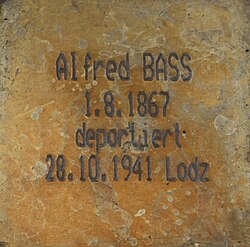 Alfred BASS
1.8.1867
deportiert
28.10.1941 Lodz